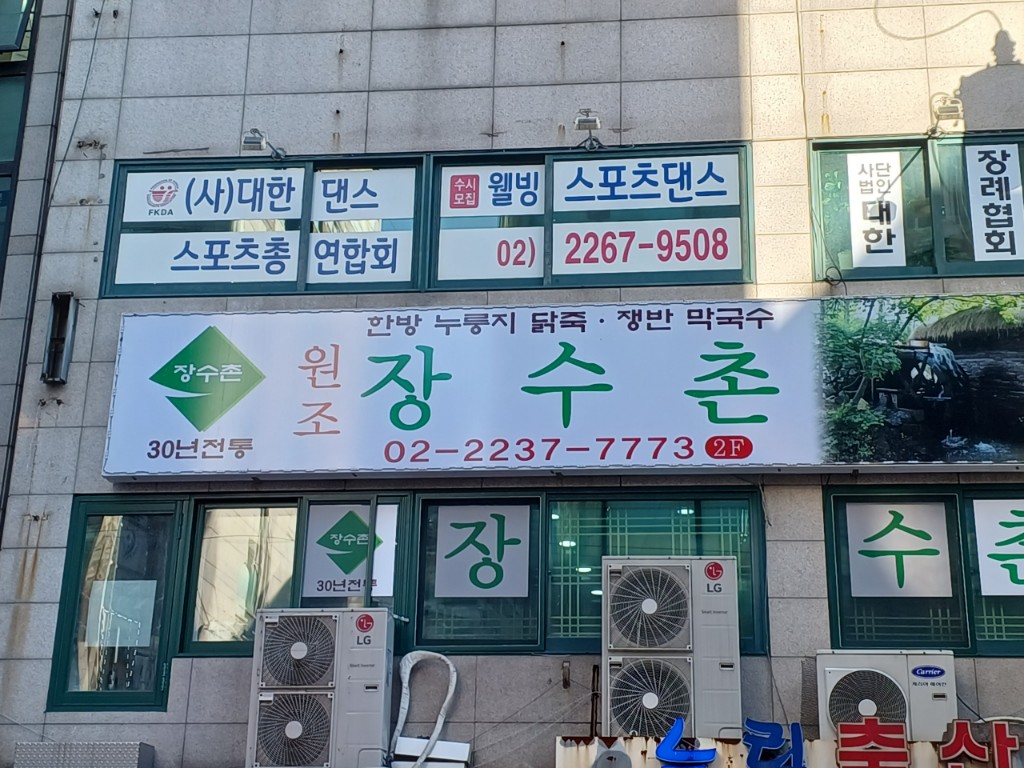 (사)대한 댄스
스포츠총 연합회
FKDA
수시
모집
웰빙 스포츠댄스
02) 2267-9508
사단
법인
대한
장례협회
한방 누룽지 닭죽 · 쟁반 막국수
장수촌
30년전통
원조
장수촌
02-2237-7773 2F
장수촌
30년전통
장
수
촌
LG
LG
Carrier
축산